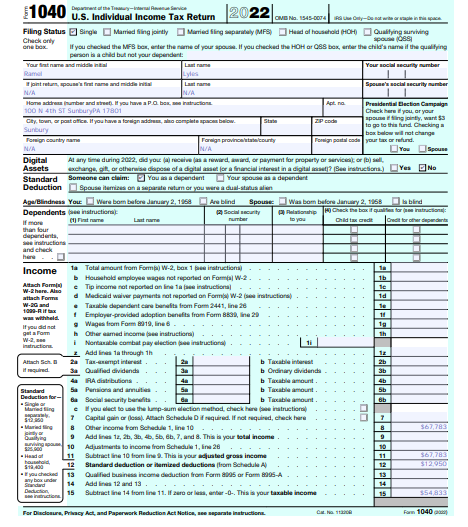 Form 1040 Department of the Treasury—Internal Revenue Service U.S. Individual Income Tax Return 2022 OMB No. 1545-0074 IRS Use Only—Do not write or staple in this space.
Filing Status Single Married filing jointly Married filing separately (MFS) Head of household (HOH) Qualifying surviving spouse (QSS)
Check only one box.
If you checked the MFS box, enter the name of your spouse. If you checked the HOH or QSS box, enter the child's name if the qualifying person is a child but not your dependent:
Your first name and middle initial Last name Your social security number
Ramol Lyles
If joint return, spouse's first name and middle initial Last name Spouse's social security number
N/A N/A
Home address (number and street). If you have a P.O. box, see instructions. Apt. no.
100 N 4th ST SunburyPA 17801
City, town, or post office. If you have a foreign address, also complete spaces below. State ZIP code
Sunbury
Foreign country name Foreign province/state/county Foreign postal code
N/A N/A
Presidential Election Campaign
Check here if you, or your
spouse if filing jointly, want $3
to go to this fund. Checking a
box below will not change
your tax or refund.
You Spouse
Digital Assets
At any time during 2022, did you: (a) receive (as a reward, award, or payment for property or services); or (b) sell,
exchange, gift, or otherwise dispose of a digital asset (or a financial interest in a digital asset)? (See instructions.) Yes No
Standard Deduction
Someone can claim: You as a dependent Your spouse as a dependent
Spouse itemizes on a separate return or you were a dual-status alien
Age/Blindness You: Were born before January 2, 1958 Are blind Spouse: Was born before January 2, 1958 Is blind
Dependents (see instructions):
(1) First name Last name (2) Social security number (3) Relationship to you (4) Check the box if qualifies for (see instructions): Child tax credit Credit for other dependents
If more
than four
dependents,
see instructions
and check
here . .
Income
Attach Form(s)
W-2 here. Also
attach Forms
W-2G and
1099-R if tax
was withheld.
If you did not
get a Form
W-2, see
instructions.
1a Total amount from Form(s) W-2, box 1 (see instructions) 1a
b Household employee wages not reported on Form(s) W-2 1b
c Tip income not reported on line 1a (see instructions) 1c
d Medicaid waiver payments not reported on Form(s) W-2 (see instructions) 1d
e Taxable dependent care benefits from Form 2441, line 26 1e
f Employer-provided adoption benefits from Form 8839, line 29 1f
g Wages from Form 8919, line 6 1g
h Other earned income (see instructions) 1h
i Nontaxable combat pay election (see instructions) 1i
z Add lines 1a through 1h 1z
Attach Sch. B
if required.
2a Tax-exempt interest 2a b Taxable interest 2b
3a Qualified dividends 3a b Ordinary dividends 3b
4a IRA distributions 4a b Taxable amount 4b
5a Pensions and annuities 5a b Taxable amount 5b
6a Social security benefits 6a b Taxable amount 6b
c If you elect to use the lump-sum election method, check here (see instructions)
7 Capital gain or (loss). Attach Schedule D if required. If not required, check here 7
8 Other income from Schedule 1, line 10 8 $67,783
9 Add lines 1z, 2b, 3b, 4b, 5b, 6b, 7, and 8. This is your total income 9
10 Adjustments to income from Schedule 1, line 26 10
11 Subtract line 10 from line 9. This is your adjusted gross income 11 $67,783
12 Standard deduction or itemized deductions (from Schedule A) 12 $12,950
13 Qualified business income deduction from Form 8995 or Form 8995-A 13
14 Add lines 12 and 13 14
15 Subtract line 14 from line 11. If zero or less, enter -0-. This is your taxable income 15 $54,833
Standard
Deduction for—
• Single or
Married filing
separately,
$12,950
• Married filing
jointly or
Qualifying
surviving spouse,
$25,900
• Head of
household,
$19,400
• If you checked
any box under
Standard
Deduction,
see instructions.
For Disclosure, Privacy Act, and Paperwork Reduction Act Notice, see separate instructions. Cat. No. 11320B Form 1040 (2022)